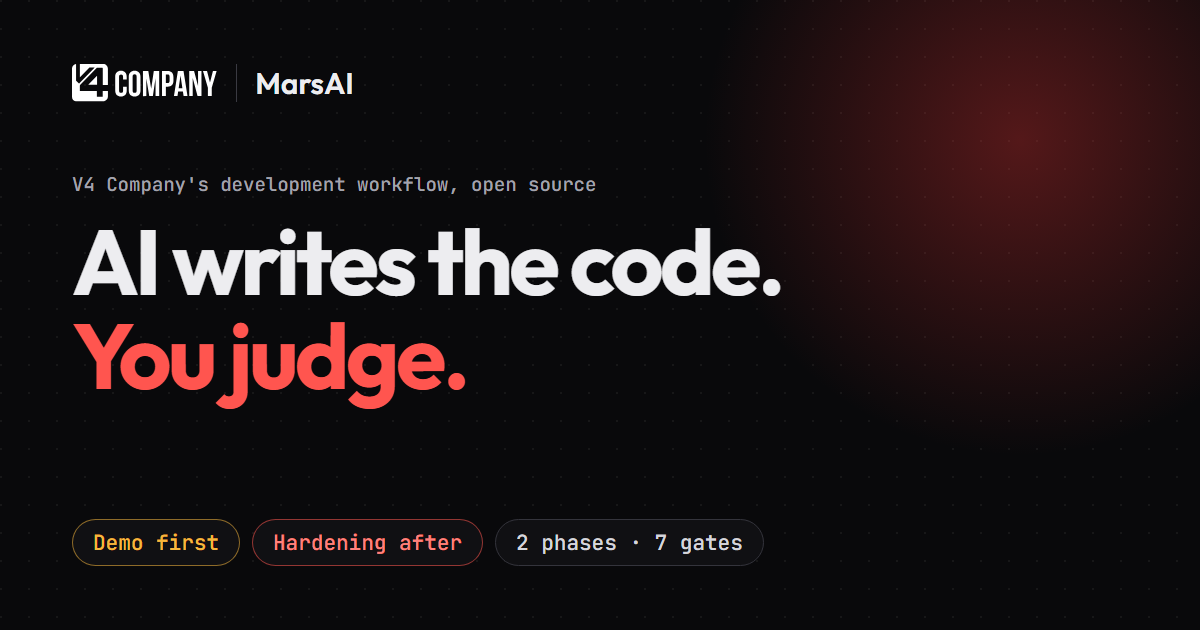 V4 COMPANY MarsAI
V4 Company's development workflow, open source
AI writes the code.
You judge.
Demo first Hardening after 2 phases · 7 gates